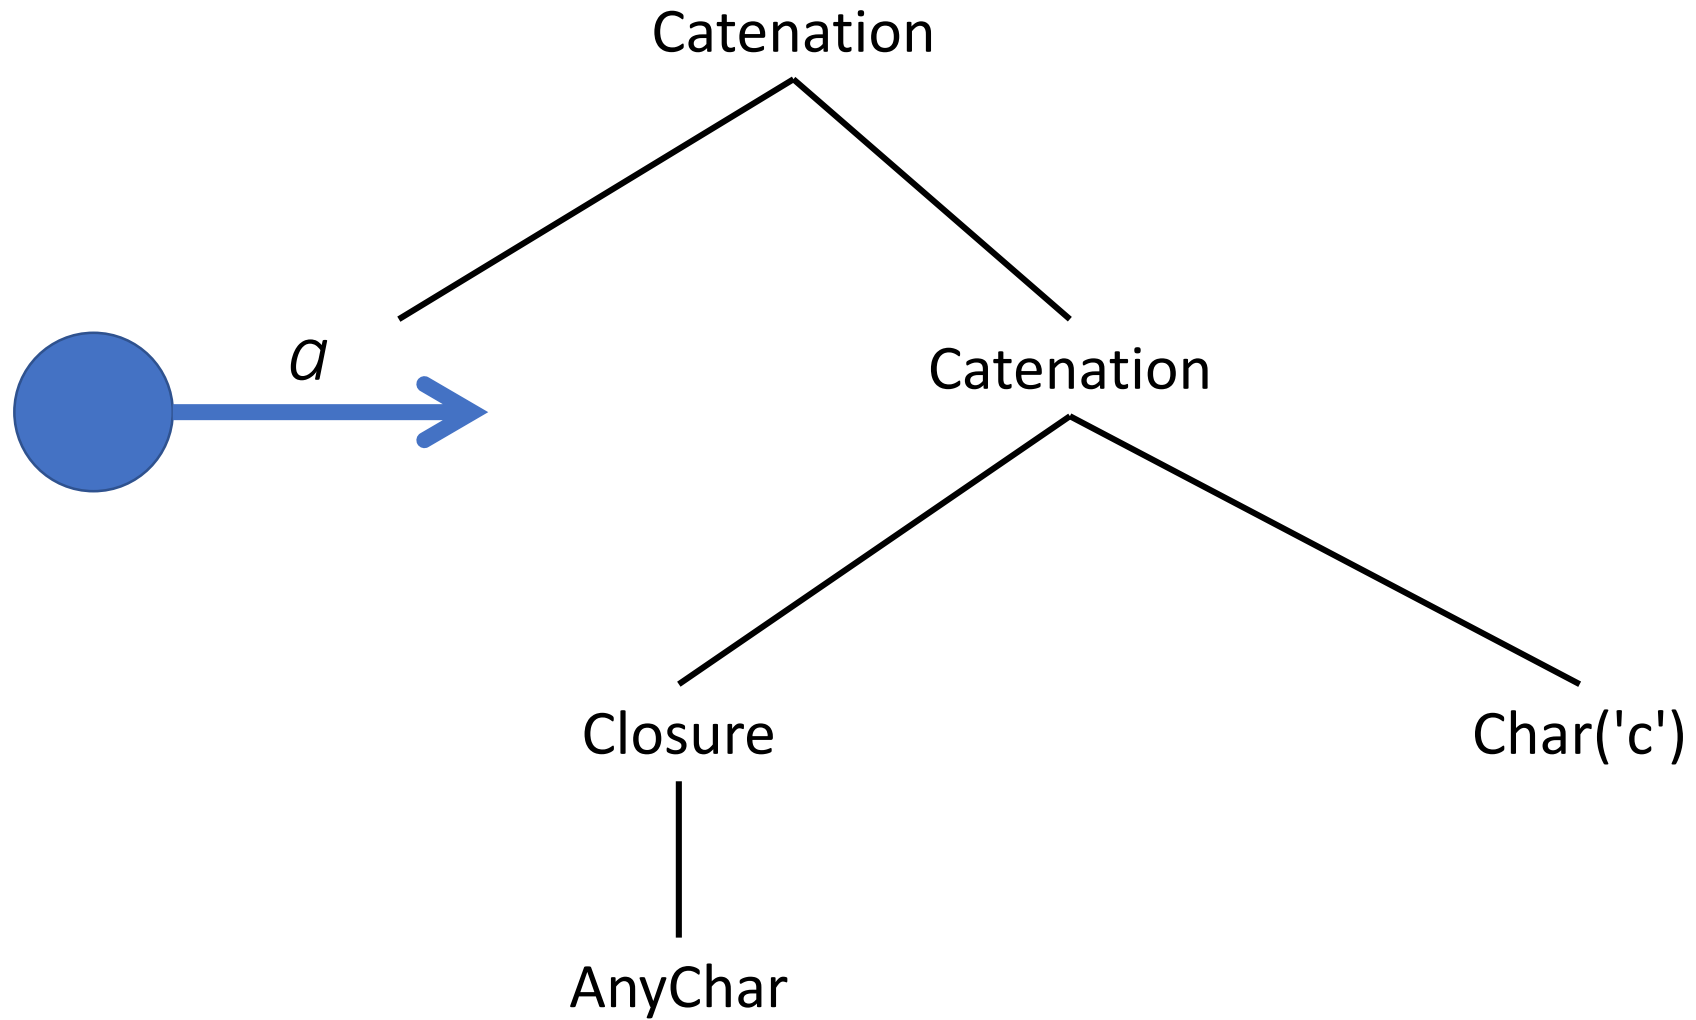 Catenation
a
Catenation
Closure
Char('c')
AnyChar